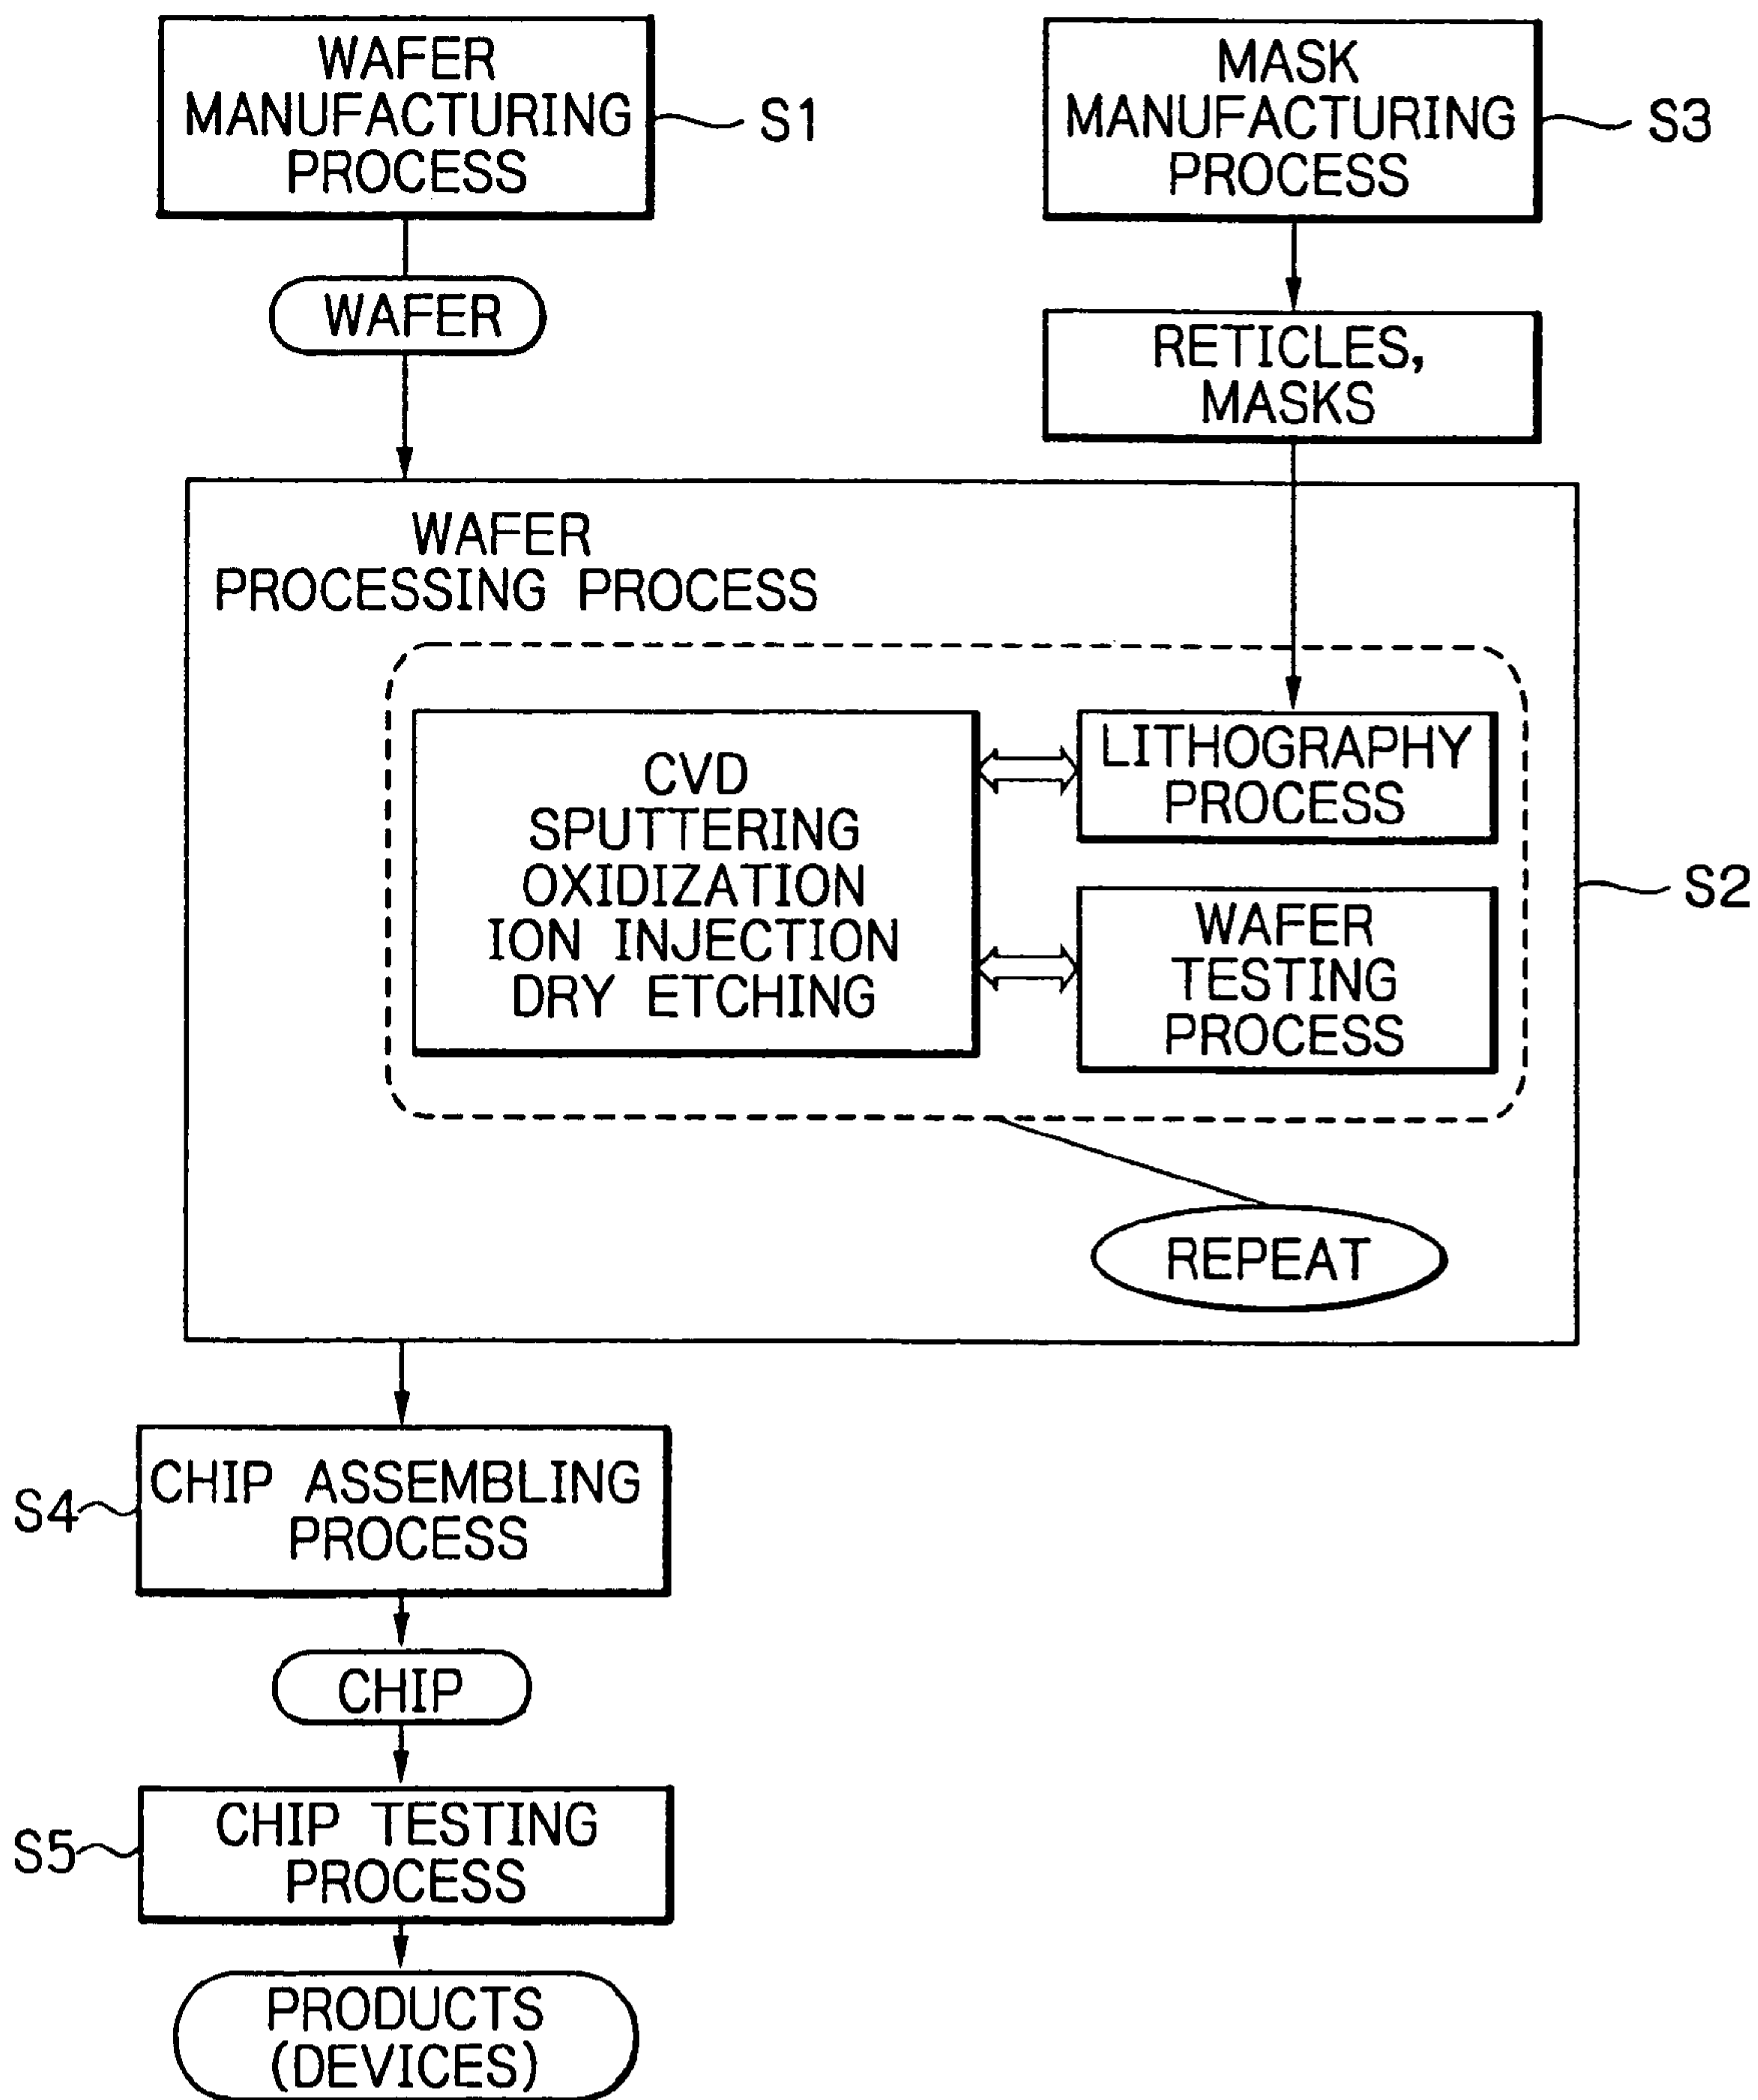 WAFER
MANUFACTURING
PROCESS
S1
MASK
MANUFACTURING
PROCESS
S3
WAFER
RETICLES,
MASKS
WAFER
PROCESSING PROCESS
CVD
SPUTTERING
OXIDIZATION
ION INJECTION
DRY ETCHING
LITHOGRAPHY
PROCESS
WAFER
TESTING
PROCESS
S2
REPEAT
CHIP ASSEMBLING
PROCESS
S4
CHIP
CHIP TESTING
PROCESS
S5
PRODUCTS
(DEVICES)